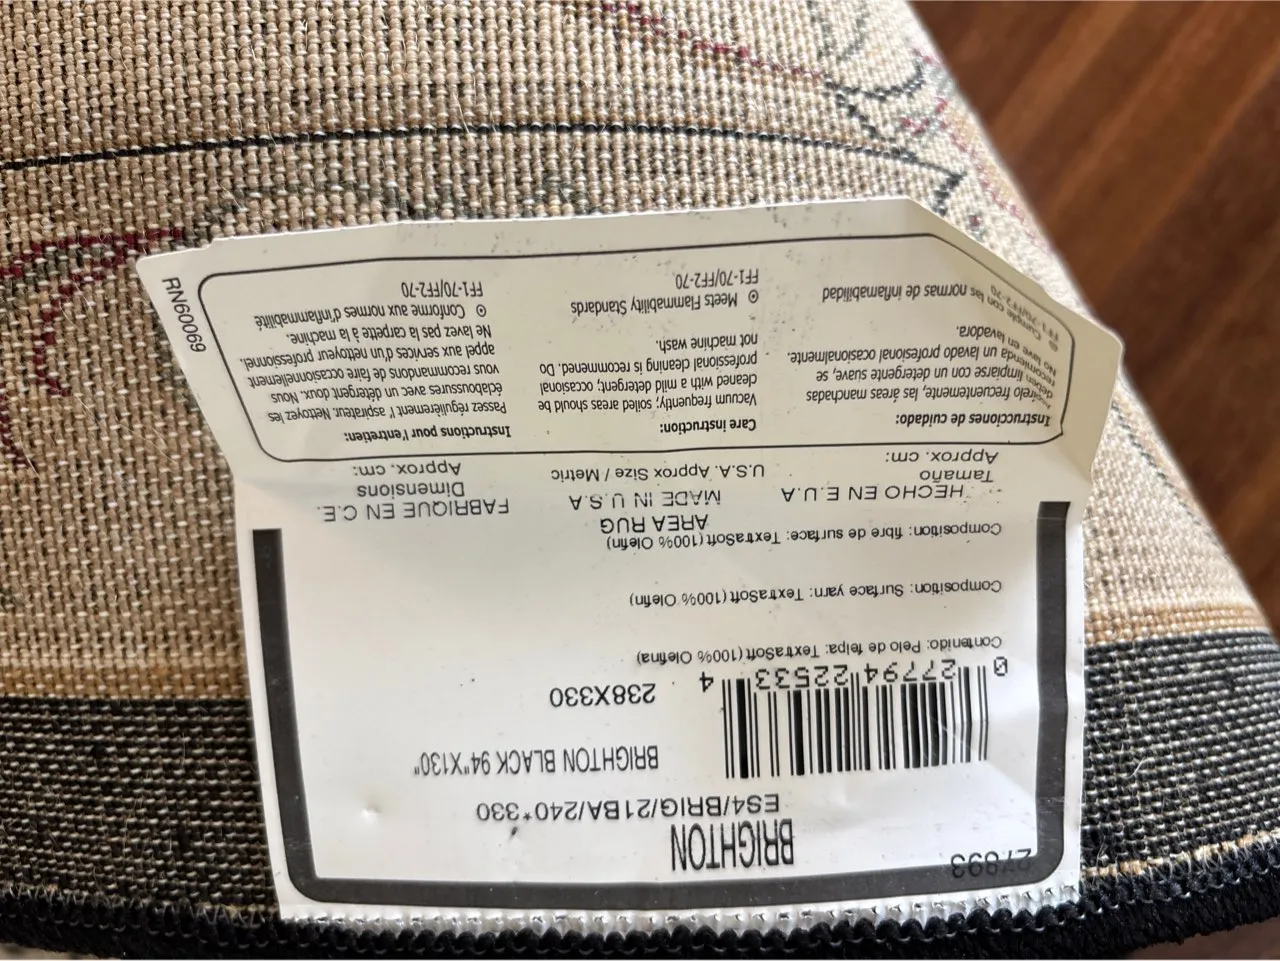 27893
BRIGHTON
ES4/BRIG/21BA/240*330
BRIGHTON BLACK 94"X130"
238X330
0 27794 22533 4
Contenido: Pelo de felpa: TextraSoft (100% Olefina)
Composition: Surface yarn: TextraSoft (100% Olefin)
Composition: fibre de surface: TextraSoft (100% Olefin)
AREA RUG
HECHO EN E.U.A
MADE IN U.S.A
FABRIQUE EN C.E.
Tamaño
Approx. cm:
U.S.A. Approx Size / Metric
Dimensions
Approx. cm:
Instrucciones de cuidado:
frecuentemente, las áreas manchadas
deben limpiarse con un detergente suave, se
recomienda un lavado profesional ocasionalmente.
No lave en lavadora.
⊙ Cumple con las normas de inflamabilidad
FF1-70/FF2-70
Care instruction:
Vacuum frequently; soiled areas should be
cleaned with a mild detergent; occasional
professional cleaning is recommened. Do
not machine wash.
⊙ Meets Flammability Standards
FF1-70/FF2-70
Instructions pour l'entretien:
Passez régulièrement l' aspirateur. Nettoyez les
éclaboussures avec un détergent doux. Nous
vous recommandons de faire occasionnellement
appel aux services d'un nettoyeur professionnel.
Ne lavez pas la carpette à la machine.
⊙ Conforme aux normes d'inflammabilité
FF1-70/FF2-70
RN60069